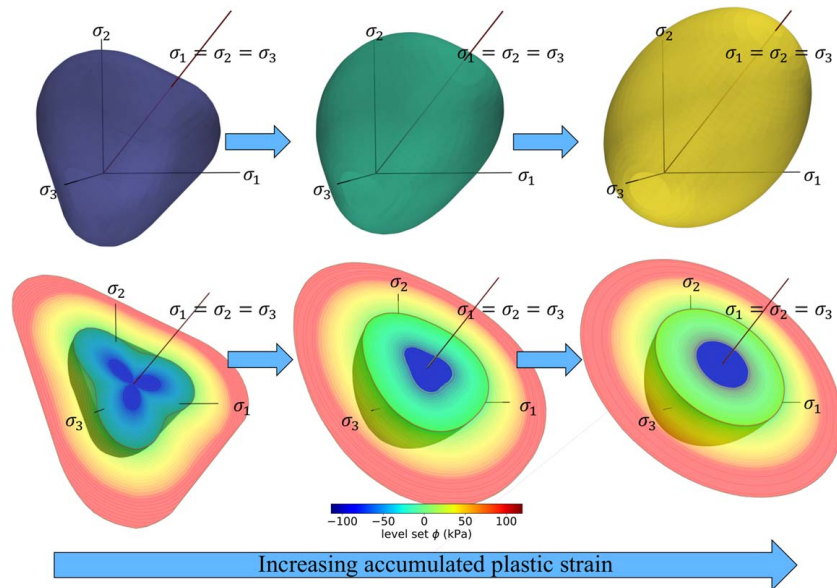 σ₂
σ₁ = σ₂ = σ₃
σ₃
σ₁
σ₂
σ₁ = σ₂ = σ₃
σ₃
σ₁
σ₂
σ₁ = σ₂ = σ₃
σ₃
σ₁
σ₂
σ₁ = σ₂ = σ₃
σ₃
σ₁
σ₂
σ₁ = σ₂ = σ₃
σ₃
σ₁
σ₂
σ₁ = σ₂ = σ₃
σ₃
σ₁
−100 −50 0 50 100
level set ϕ (kPa)
Increasing accumulated plastic strain